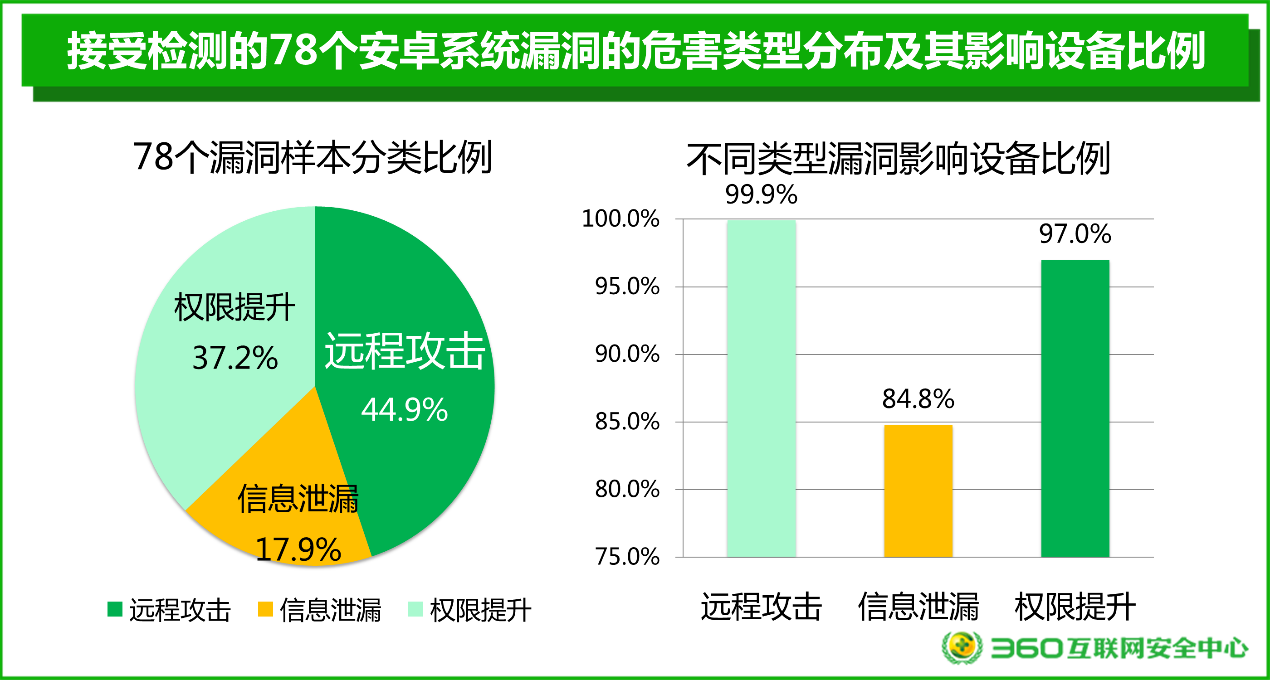 接受检测的78个安卓系统漏洞的危害类型分布及其影响设备比例
78个漏洞样本分类比例
权限提升
37.2%
远程攻击
44.9%
信息泄漏
17.9%
远程攻击 信息泄漏 权限提升
不同类型漏洞影响设备比例
99.9%
100.0%
97.0%
95.0%
90.0%
84.8%
85.0%
80.0%
75.0%
远程攻击 信息泄漏 权限提升
360互联网安全中心